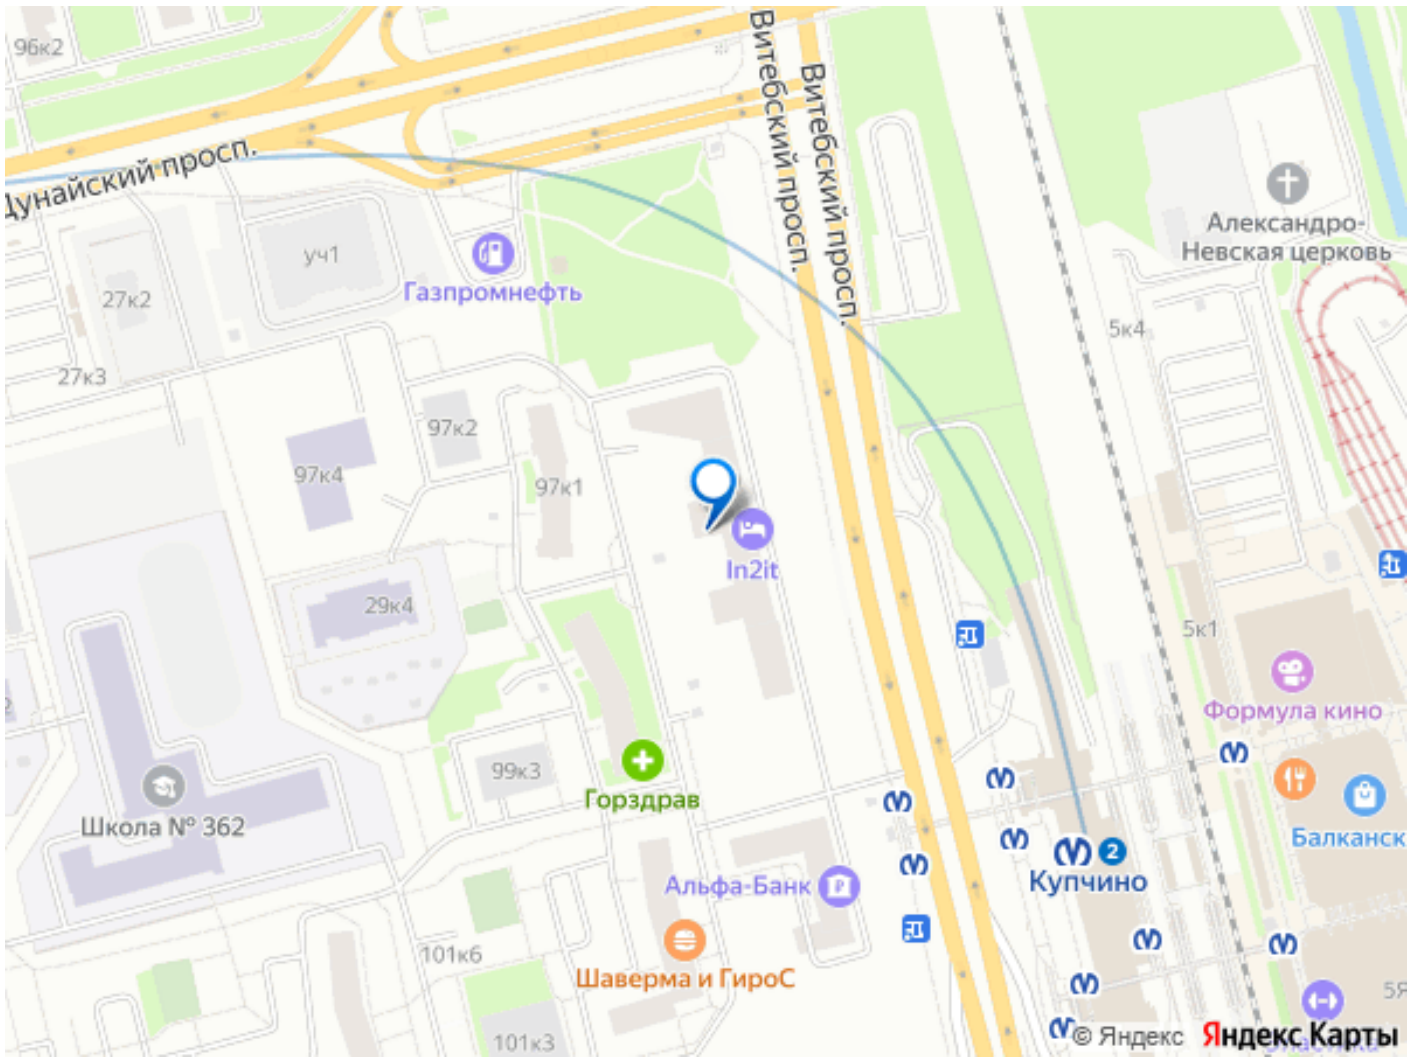 96к2
Витебский просп.
Витебский просп.
Дунайский просп.
уч1
Газпромнефть
27к2
27к3
Александро-
Невская церковь
5к4
97к2
97к4
97к1
In2it
29к4
5к1
Формула кино
99к3
Горздрав
Школа № 362
Балканск
2
Купчино
Альфа-Банк
101к6
Шаверма и ГироС
101к3
5Я
© Яндекс Яндекс Карты